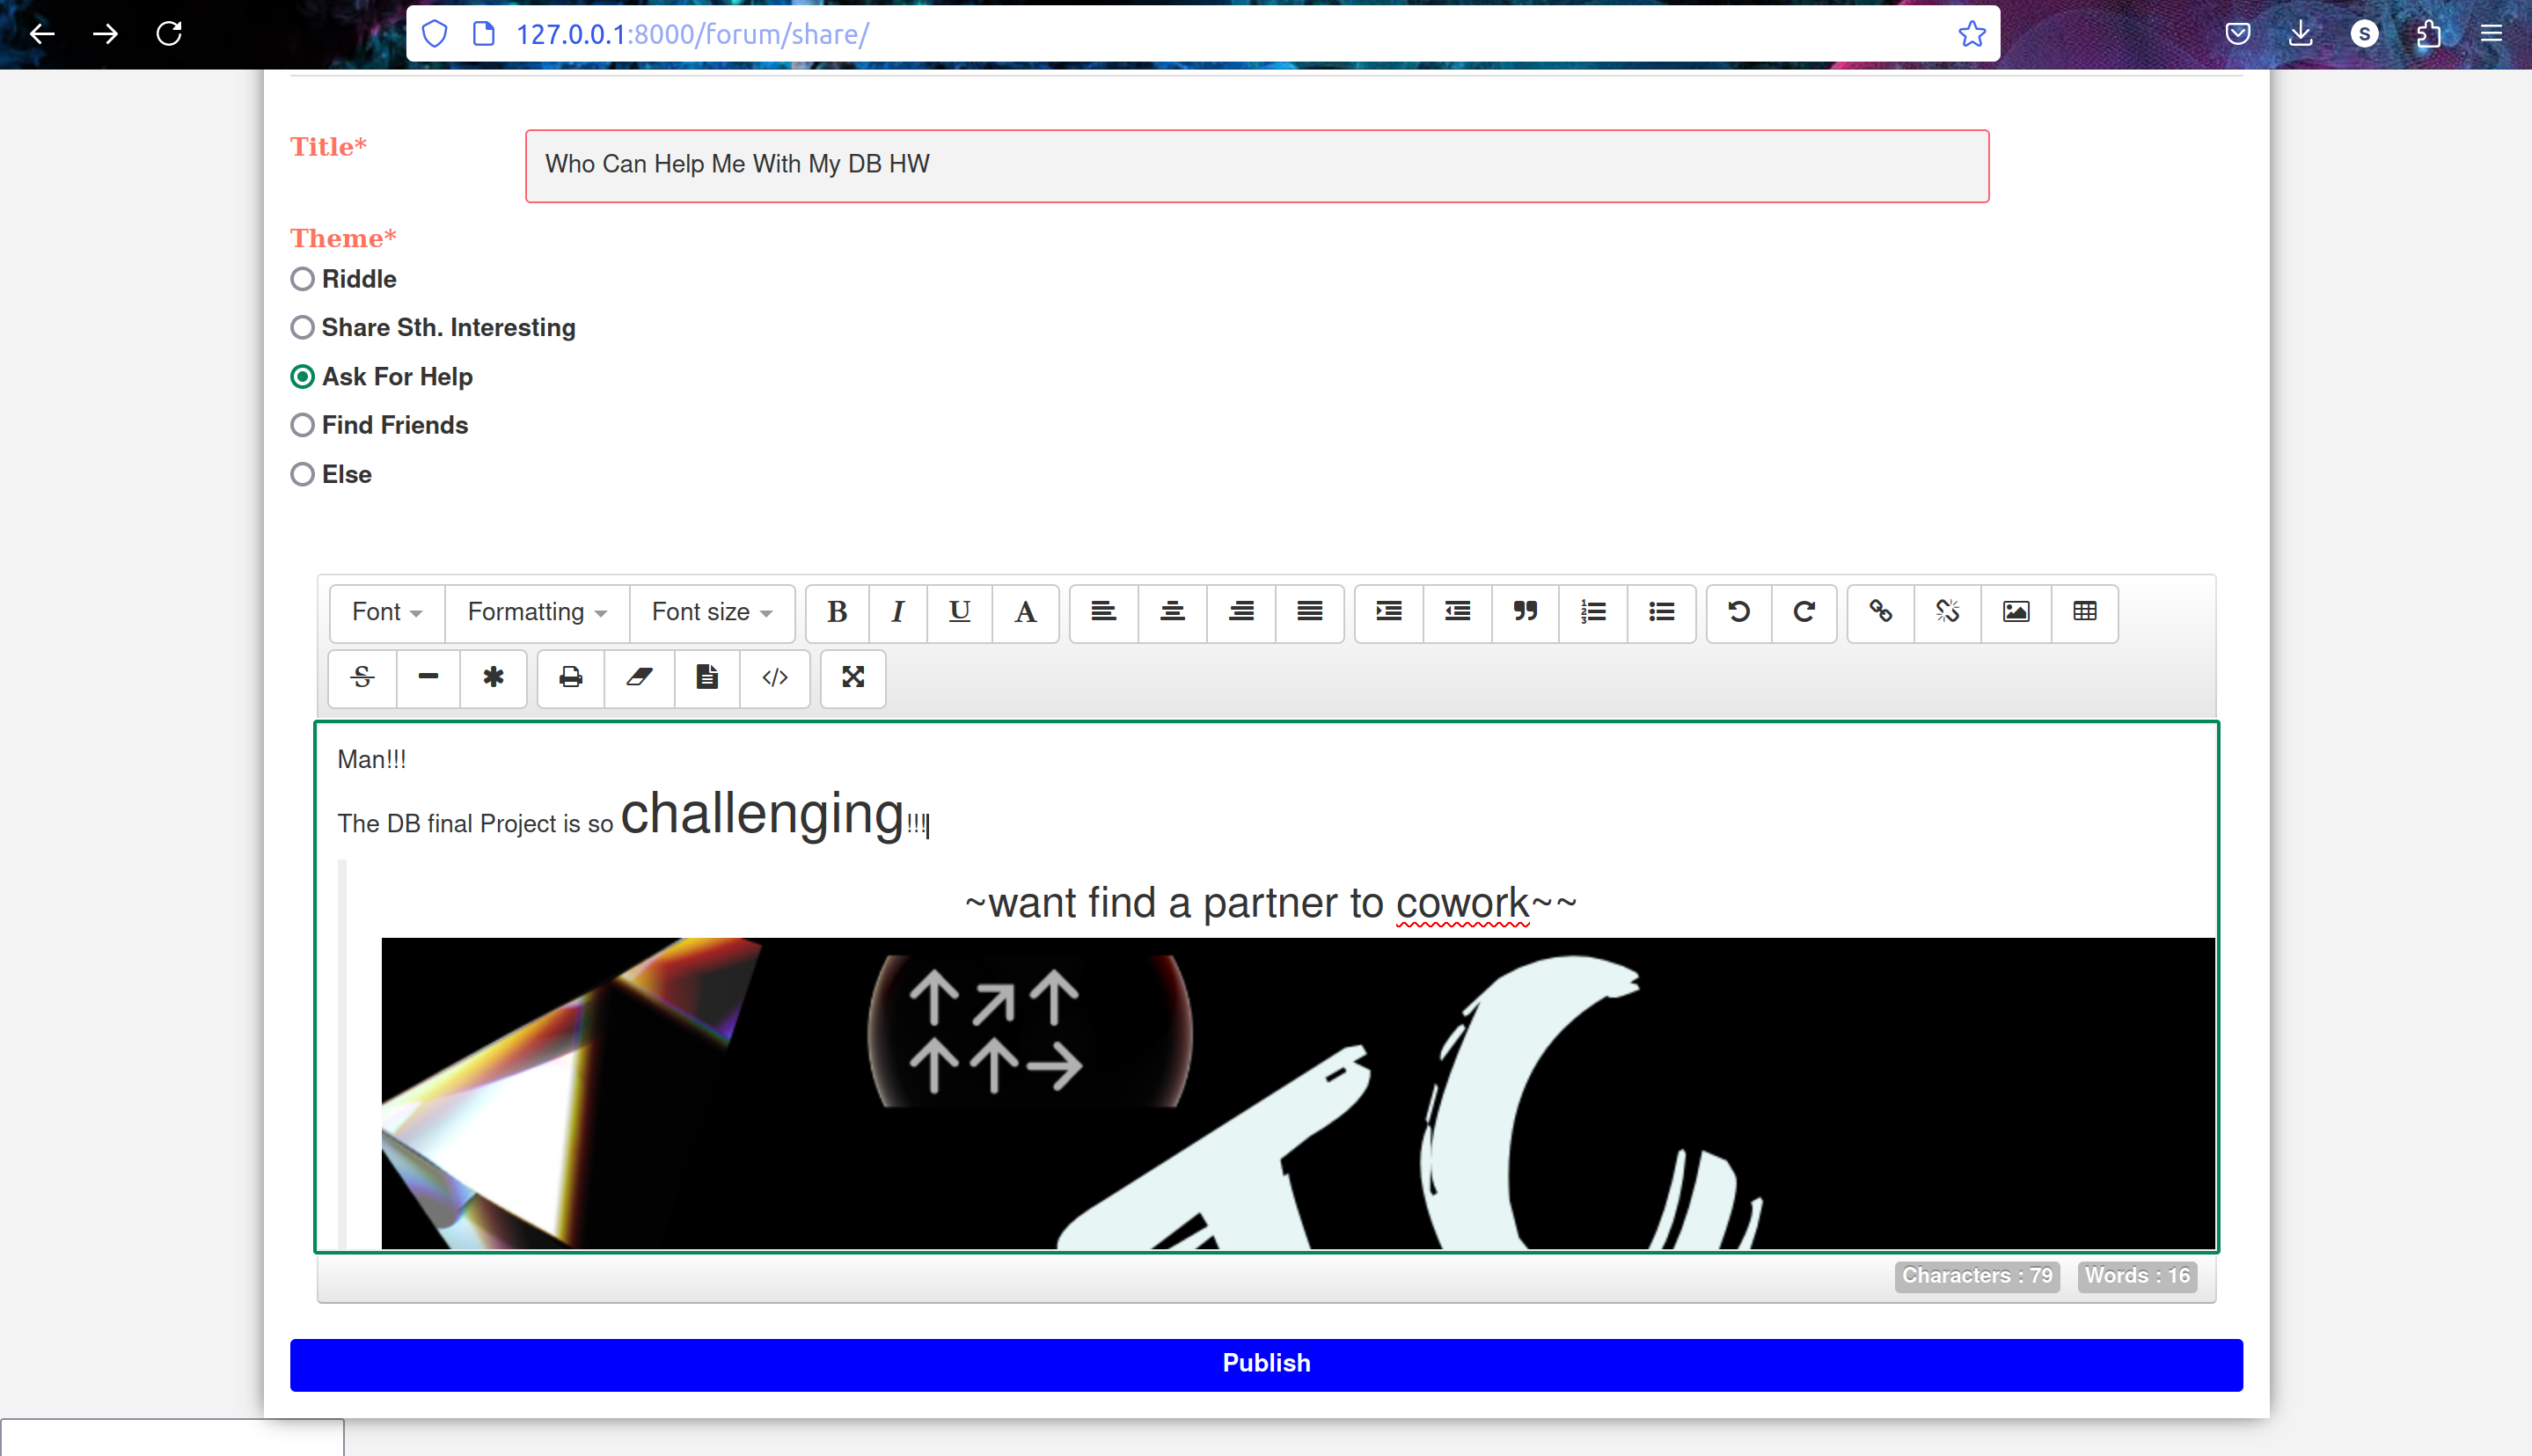 127.0.0.1:8000/forum/share/
S
Title*
Who Can Help Me With My DB HW
Theme*
Riddle
Share Sth. Interesting
Ask For Help
Find Friends
Else
Font Formatting Font size B I U A
S </>
Man!!!
The DB final Project is so challenging!!!
~want find a partner to cowork~~
↑↗↑
↑↑→
Characters : 79 Words : 16
Publish